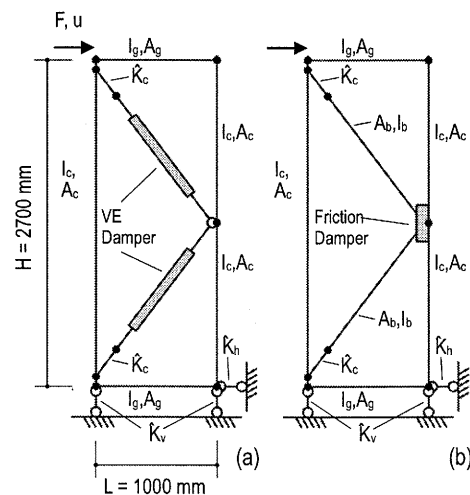 F, u
I_g,A_g
K̂_c
I_c,
A_c
I_c,A_c
VE
Damper
I_c,A_c
K̂_c
K̂_h
I_g,A_g
K̂_v
(a)
H = 2700 mm
L = 1000 mm
I_g,A_g
K̂_c
A_b,I_b
I_c,A_c
I_c,
A_c
Friction
Damper
I_c,A_c
A_b,I_b
K̂_c
K̂_h
I_g,A_g
K̂_v
(b)